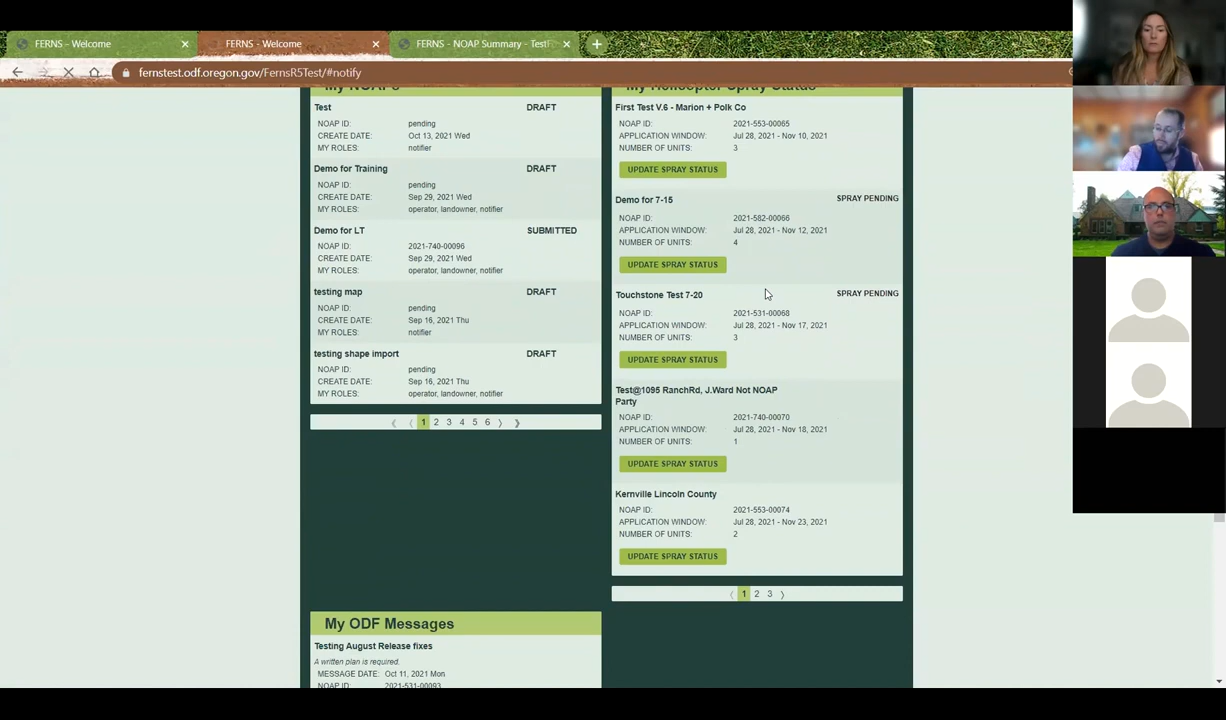 FERNS - Welcome
FERNS - Welcome
FERNS - NOAP Summary - Test
fernstest.odf.oregon.gov/FernsR5Test/#notify
My NOAPs
Test DRAFT
NOAP ID: pending
CREATE DATE: Oct 13, 2021 Wed
MY ROLES: notifier
Demo for Training DRAFT
NOAP ID: pending
CREATE DATE: Sep 29, 2021 Wed
MY ROLES: operator, landowner, notifier
Demo for LT SUBMITTED
NOAP ID: 2021-740-00096
CREATE DATE: Sep 29, 2021 Wed
MY ROLES: operator, landowner, notifier
testing map DRAFT
NOAP ID: pending
CREATE DATE: Sep 16, 2021 Thu
MY ROLES: notifier
testing shape import DRAFT
NOAP ID: pending
CREATE DATE: Sep 16, 2021 Thu
MY ROLES: operator, landowner, notifier
《 〈 1 2 3 4 5 6 〉 》
My Helicopter Spray Status
First Test V.6 - Marion + Polk Co
NOAP ID: 2021-553-00065
APPLICATION WINDOW: Jul 28, 2021 - Nov 10, 2021
NUMBER OF UNITS: 3
UPDATE SPRAY STATUS
Demo for 7-15 SPRAY PENDING
NOAP ID: 2021-582-00066
APPLICATION WINDOW: Jul 28, 2021 - Nov 12, 2021
NUMBER OF UNITS: 4
UPDATE SPRAY STATUS
Touchstone Test 7-20 SPRAY PENDING
NOAP ID: 2021-531-00068
APPLICATION WINDOW: Jul 28, 2021 - Nov 17, 2021
NUMBER OF UNITS: 3
UPDATE SPRAY STATUS
Test@1095 RanchRd, J.Ward Not NOAP
Party
NOAP ID: 2021-740-00070
APPLICATION WINDOW: Jul 28, 2021 - Nov 18, 2021
NUMBER OF UNITS: 1
UPDATE SPRAY STATUS
Kernville Lincoln County
NOAP ID: 2021-553-00074
APPLICATION WINDOW: Jul 28, 2021 - Nov 23, 2021
NUMBER OF UNITS: 2
UPDATE SPRAY STATUS
〈 1 2 3 〉
My ODF Messages
Testing August Release fixes
A written plan is required.
MESSAGE DATE: Oct 11, 2021 Mon
NOAP ID: 2021-531-00093